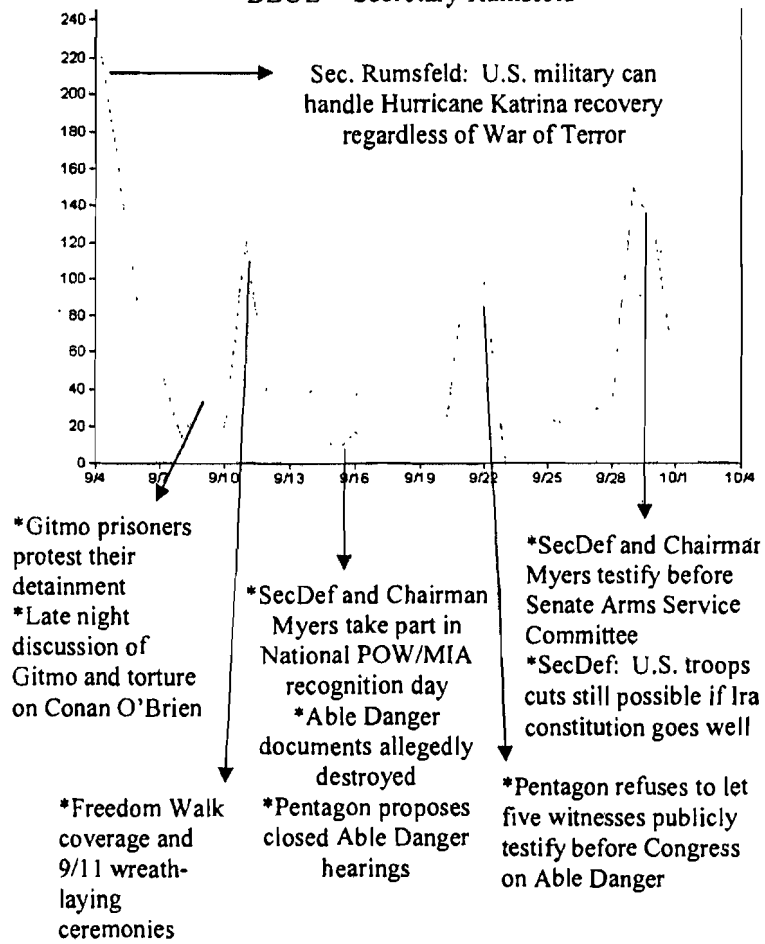 240
220
200
180
160
140
120
100
80
60
40
20
0
Sec. Rumsfeld: U.S. military can
handle Hurricane Katrina recovery
regardless of War of Terror
9/4 9/7 9/10 9/13 9/16 9/19 9/22 9/25 9/28 10/1 10/4
*Gitmo prisoners
protest their
detainment
*Late night
discussion of
Gitmo and torture
on Conan O'Brien
*Freedom Walk
coverage and
9/11 wreath-
laying
ceremonies
*SecDef and Chairman
Myers take part in
National POW/MIA
recognition day
*Able Danger
documents allegedly
destroyed
*Pentagon proposes
closed Able Danger
hearings
*Pentagon refuses to let
five witnesses publicly
testify before Congress
on Able Danger
*SecDef and Chairman
Myers testify before
Senate Arms Service
Committee
*SecDef: U.S. troops
cuts still possible if Ira
constitution goes well